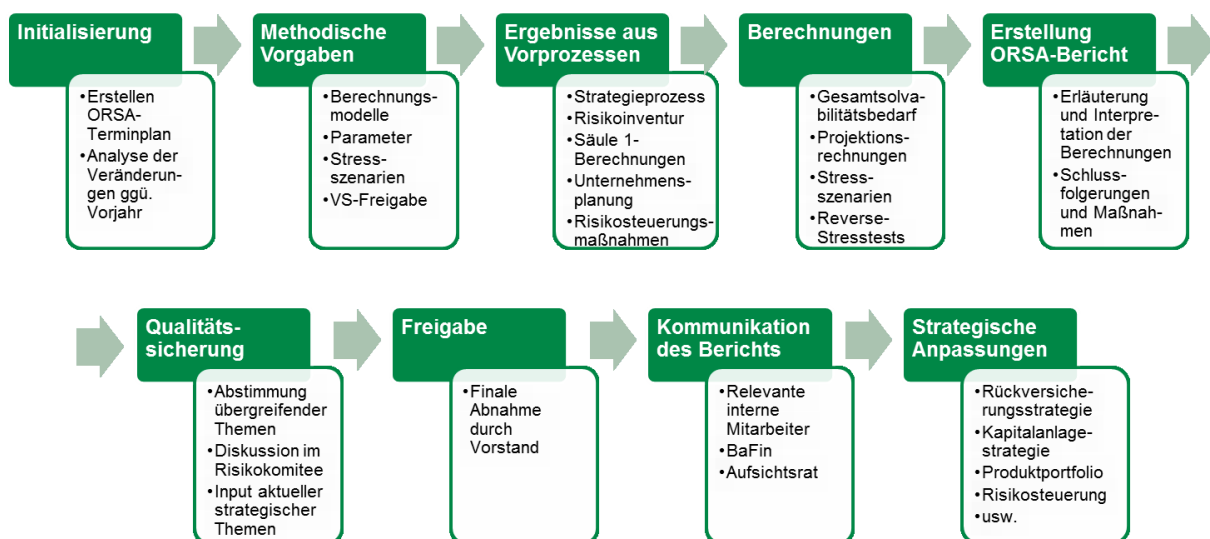 Initialisierung
•Erstellen
ORSA-
Terminplan
•Analyse der
Veränderun-
gen ggü.
Vorjahr
Methodische
Vorgaben
•Berechnungs-
modelle
•Parameter
•Stress-
szenarien
•VS-Freigabe
Ergebnisse aus
Vorprozessen
•Strategieprozess
•Risikoinventur
•Säule 1-
Berechnungen
•Unternehmens-
planung
•Risikosteuerungs-
maßnahmen
Berechnungen
•Gesamtsolva-
bilitätsbedarf
•Projektions-
rechnungen
•Stress-
szenarien
•Reverse-
Stresstests
Erstellung
ORSA-Bericht
•Erläuterung
und Interpre-
tation der
Berechnungen
•Schluss-
folgerungen
und Maßnah-
men
Qualitäts-
sicherung
•Abstimmung
übergreifender
Themen
•Diskussion im
Risikokomitee
•Input aktueller
strategischer
Themen
Freigabe
•Finale
Abnahme
durch
Vorstand
Kommunikation
des Berichts
•Relevante
interne
Mitarbeiter
•BaFin
•Aufsichtsrat
Strategische
Anpassungen
•Rückversiche-
rungsstrategie
•Kapitalanlage-
strategie
•Produktportfolio
•Risikosteuerung
•usw.